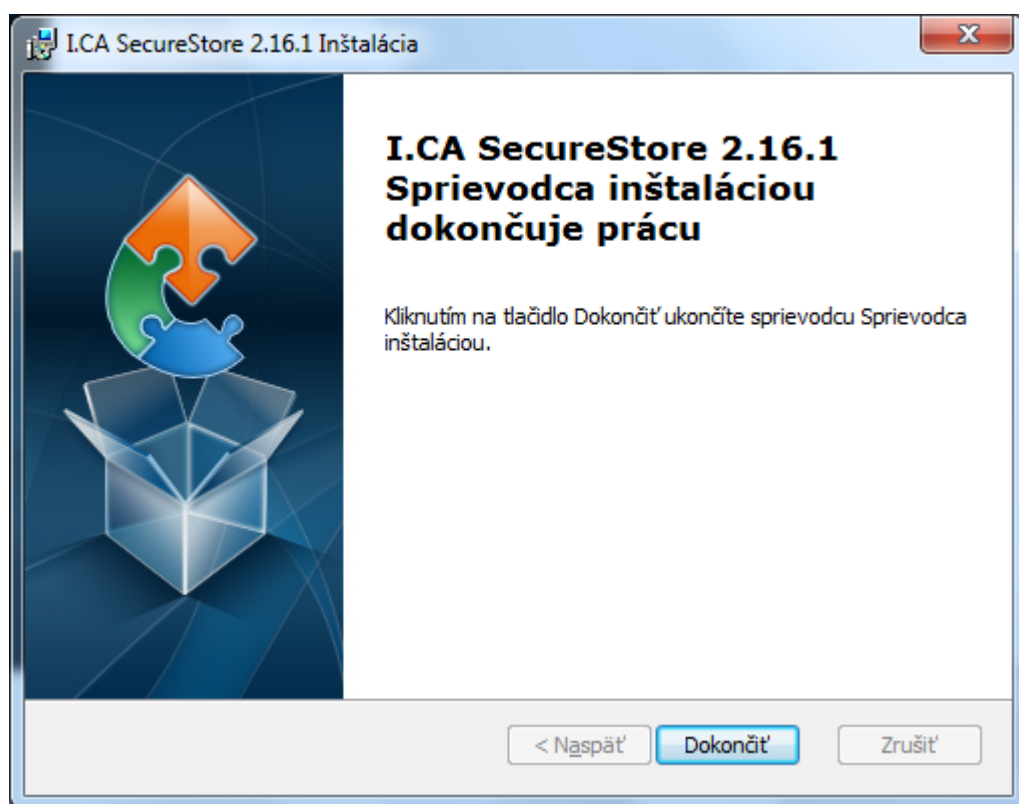 I.CA SecureStore 2.16.1 Inštalácia
I.CA SecureStore 2.16.1
Sprievodca inštaláciou
dokončuje prácu
Kliknutím na tlačidlo Dokončiť ukončíte sprievodcu Sprievodca
inštaláciou.
< Naspäť Dokončiť Zrušiť